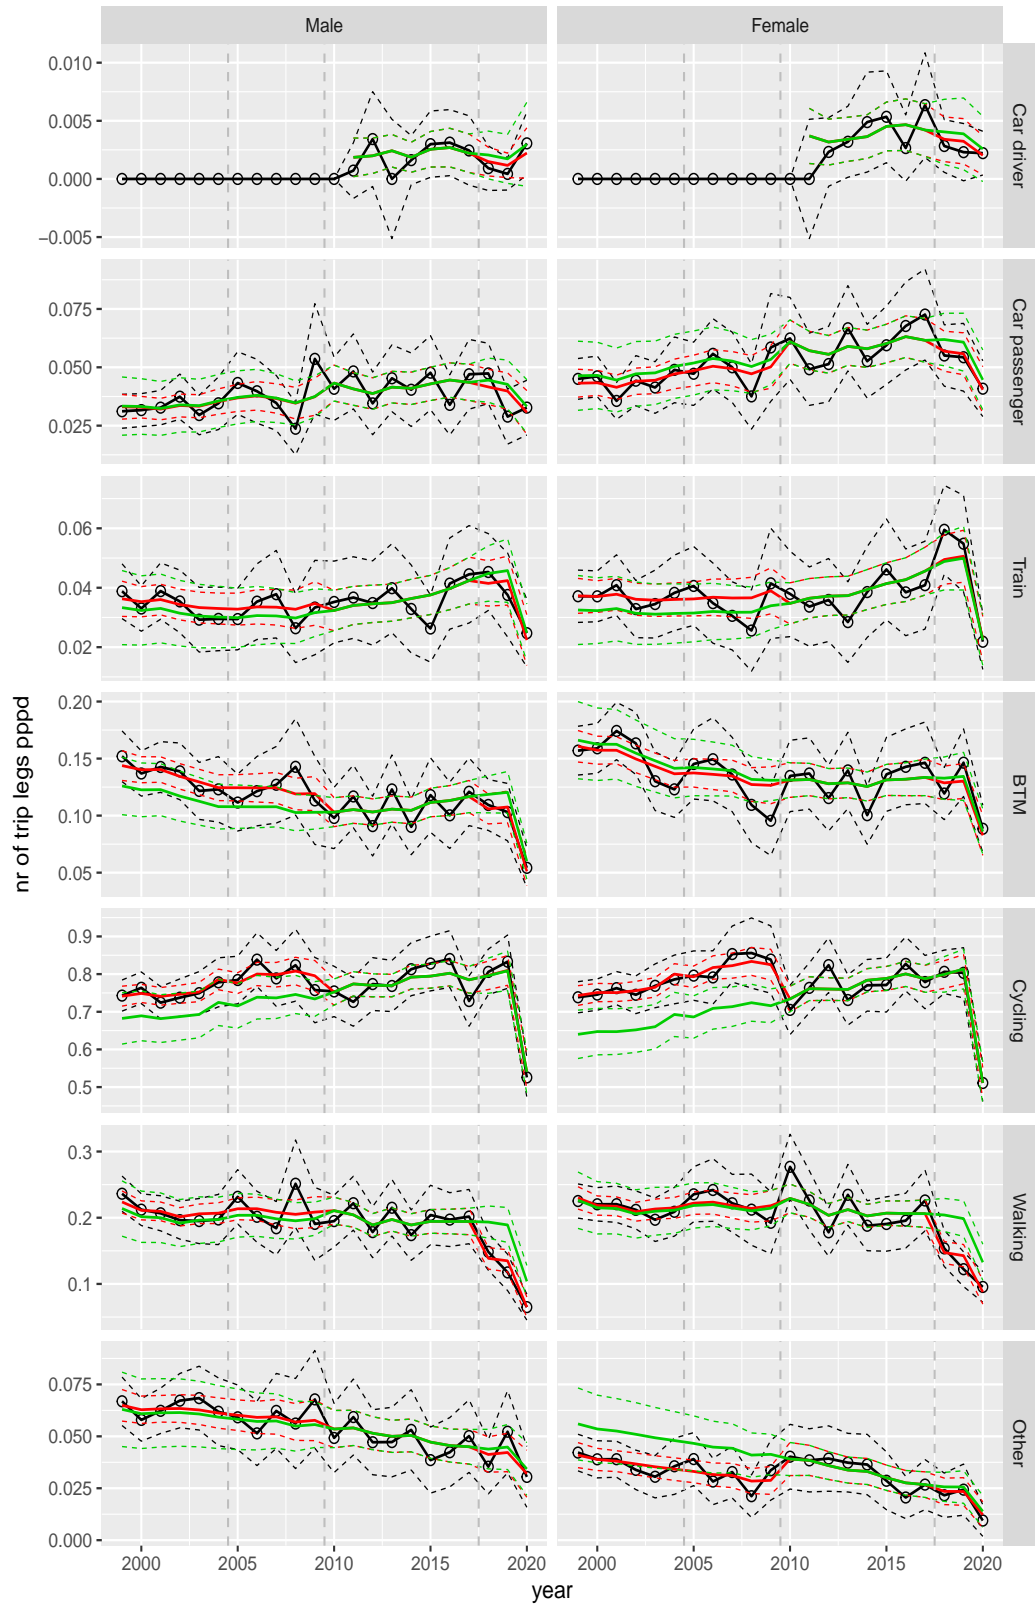 Male Female
0.010
0.005
0.000
−0.005
Car driver
0.075
0.050
0.025
Car passenger
0.06
0.04
0.02
Train
0.20
0.15
0.10
0.05
BTM
0.9
0.8
0.7
0.6
0.5
Cycling
0.3
0.2
0.1
Walking
0.075
0.050
0.025
0.000
Other
2000 2005 2010 2015 2020 2000 2005 2010 2015 2020
year
nr of trip legs pppd